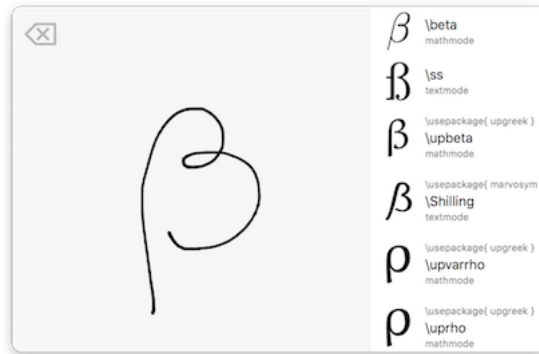 β
β \beta
mathmode
ß \ss
textmode
\usepackage{ upgreek }
β \upbeta
mathmode
\usepackage{ marvosym
ß \Shilling
textmode
\usepackage{ upgreek }
ρ \upvarrho
mathmode
\usepackage{ upgreek }
ρ \uprho
mathmode